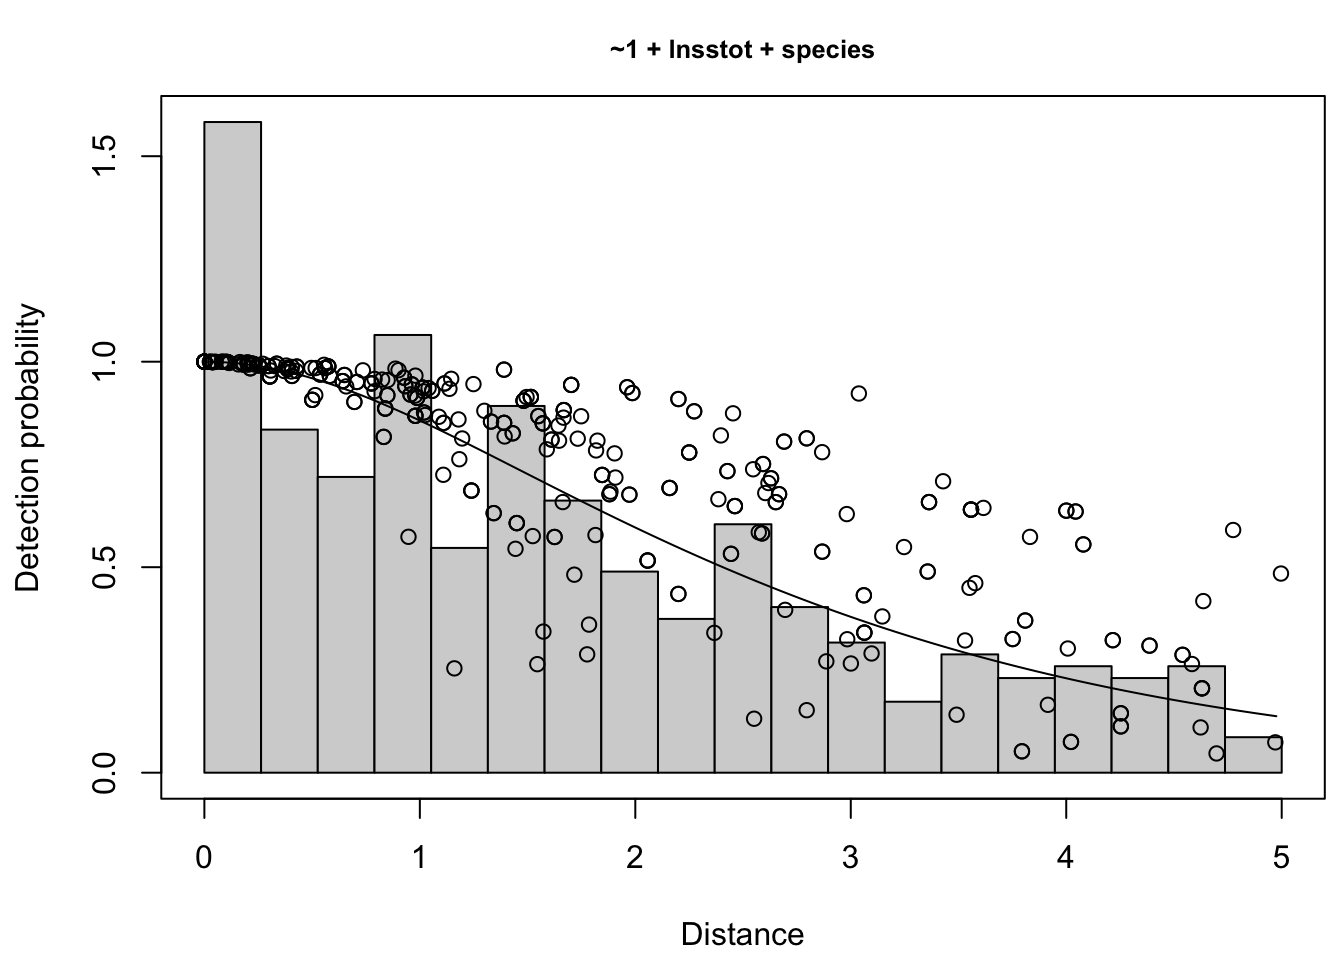 ~1 + lnsstot + species
Detection probability
1.5
1.0
0.5
0.0
0 1 2 3 4 5
Distance